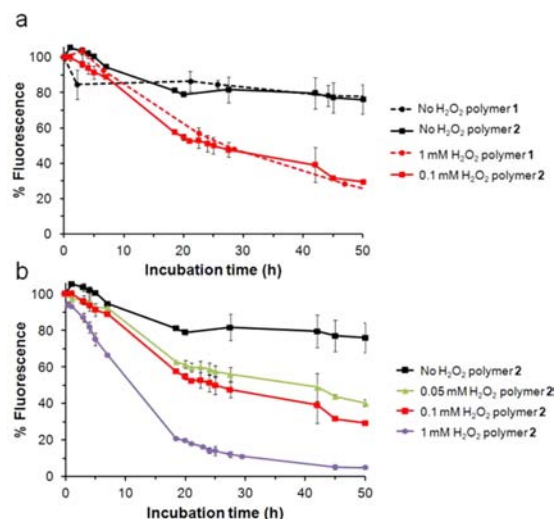 a
% Fluorescence
100
80
60
40
20
0
0 10 20 30 40 50
Incubation time (h)
No H₂O₂ polymer 1
No H₂O₂ polymer 2
1 mM H₂O₂ polymer 1
0.1 mM H₂O₂ polymer 2
b
% Fluorescence
100
80
60
40
20
0
0 10 20 30 40 50
Incubation time (h)
No H₂O₂ polymer 2
0.05 mM H₂O₂ polymer 2
0.1 mM H₂O₂ polymer 2
1 mM H₂O₂ polymer 2